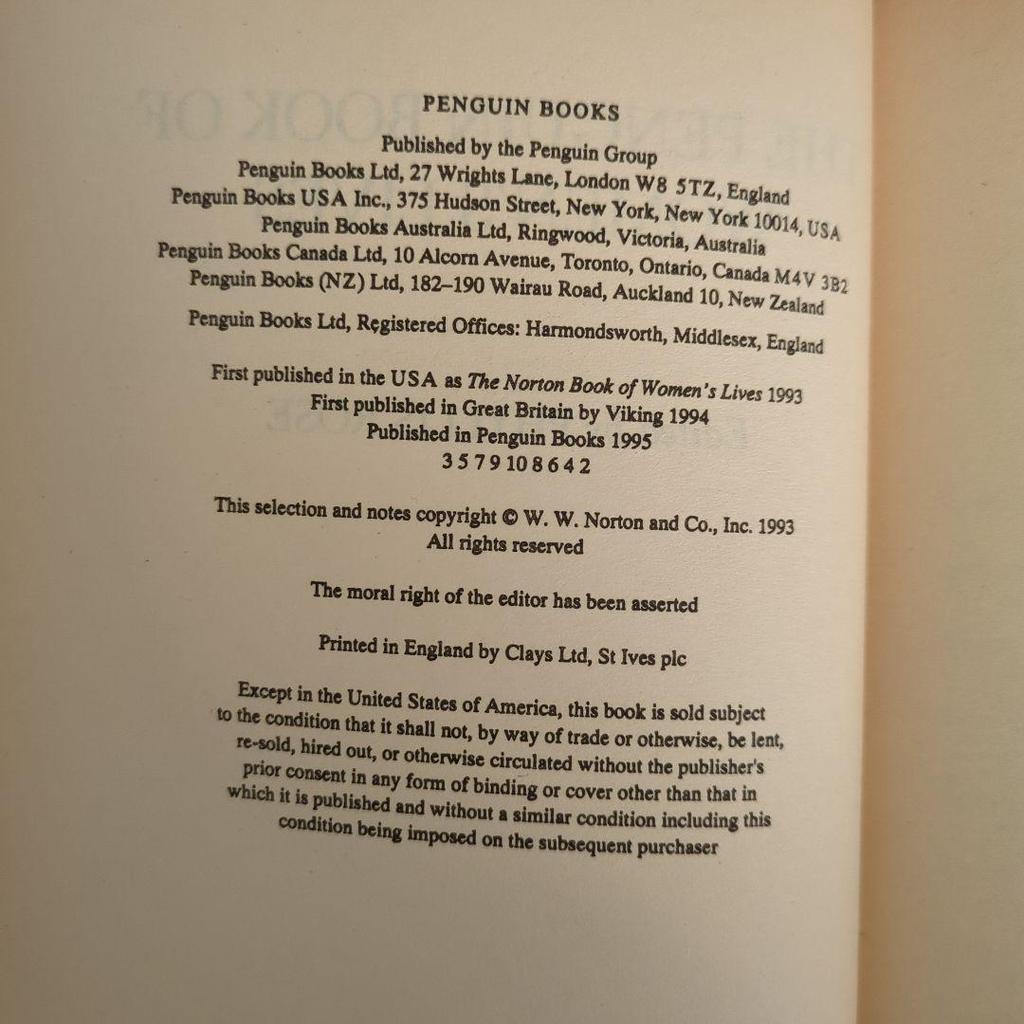 PENGUIN BOOKS
Published by the Penguin Group
Penguin Books Ltd, 27 Wrights Lane, London W8 5TZ, England
Penguin Books USA Inc., 375 Hudson Street, New York, New York 10014, USA
Penguin Books Australia Ltd, Ringwood, Victoria, Australia
Penguin Books Canada Ltd, 10 Alcorn Avenue, Toronto, Ontario, Canada M4V 3B2
Penguin Books (NZ) Ltd, 182–190 Wairau Road, Auckland 10, New Zealand
Penguin Books Ltd, Registered Offices: Harmondsworth, Middlesex, England
First published in the USA as The Norton Book of Women's Lives 1993
First published in Great Britain by Viking 1994
Published in Penguin Books 1995
3 5 7 9 10 8 6 4 2
This selection and notes copyright © W. W. Norton and Co., Inc. 1993
All rights reserved
The moral right of the editor has been asserted
Printed in England by Clays Ltd, St Ives plc
Except in the United States of America, this book is sold subject
to the condition that it shall not, by way of trade or otherwise, be lent,
re-sold, hired out, or otherwise circulated without the publisher's
prior consent in any form of binding or cover other than that in
which it is published and without a similar condition including this
condition being imposed on the subsequent purchaser